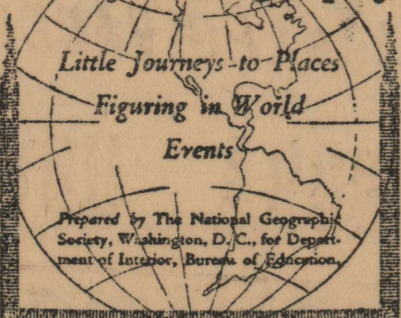 Little Journeys to Places
Figuring in World
Events
Prepared by The National Geographic
Society, Washington, D. C., for Depart-
ment of Interior, Bureau of Education,